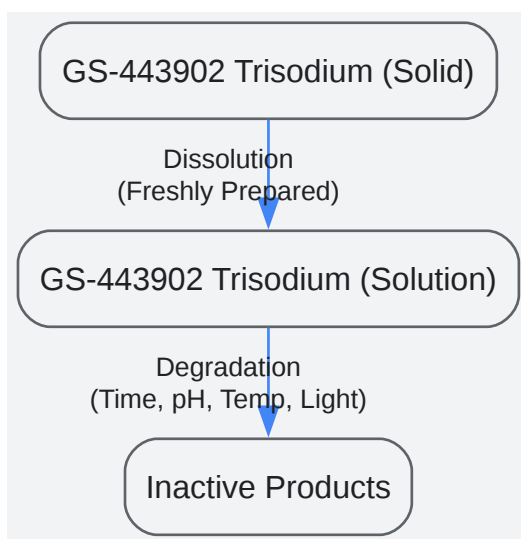 GS-443902 Trisodium (Solid)
Dissolution
(Freshly Prepared)
GS-443902 Trisodium (Solution)
Degradation
(Time, pH, Temp, Light)
Inactive Products